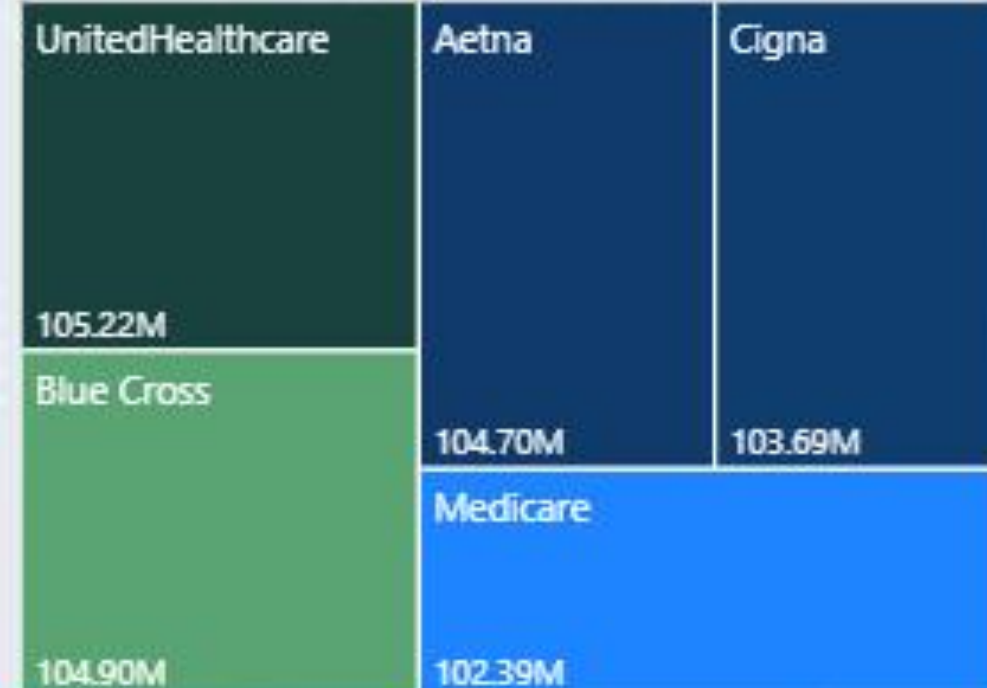 UnitedHealthcare
105.22M
Blue Cross
104.90M
Aetna
104.70M
Cigna
103.69M
Medicare
102.39M